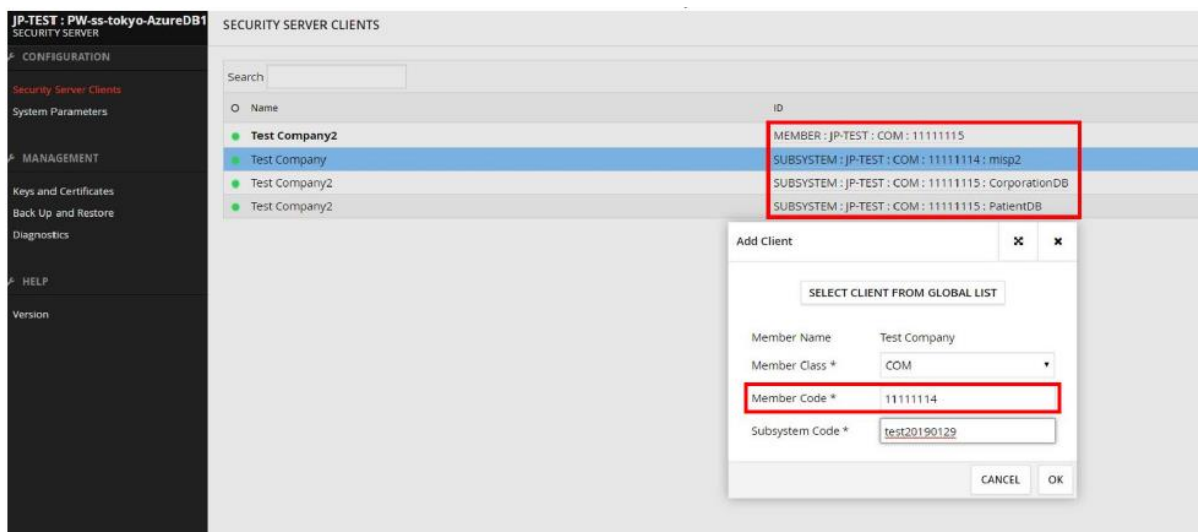 JP-TEST : PW-ss-tokyo-AzureDB1
SECURITY SERVER
SECURITY SERVER CLIENTS
CONFIGURATION
Security Server Clients
System Parameters
MANAGEMENT
Keys and Certificates
Back Up and Restore
Diagnostics
HELP
Version
Search
Name ID
Test Company2 MEMBER : JP-TEST : COM : 11111115
Test Company SUBSYSTEM : JP-TEST : COM : 11111114 : misp2
Test Company2 SUBSYSTEM : JP-TEST : COM : 11111115 : CorporationDB
Test Company2 SUBSYSTEM : JP-TEST : COM : 11111115 : PatientDB
Add Client
SELECT CLIENT FROM GLOBAL LIST
Member Name Test Company
Member Class * COM
Member Code * 11111114
Subsystem Code * test20190129
CANCEL OK